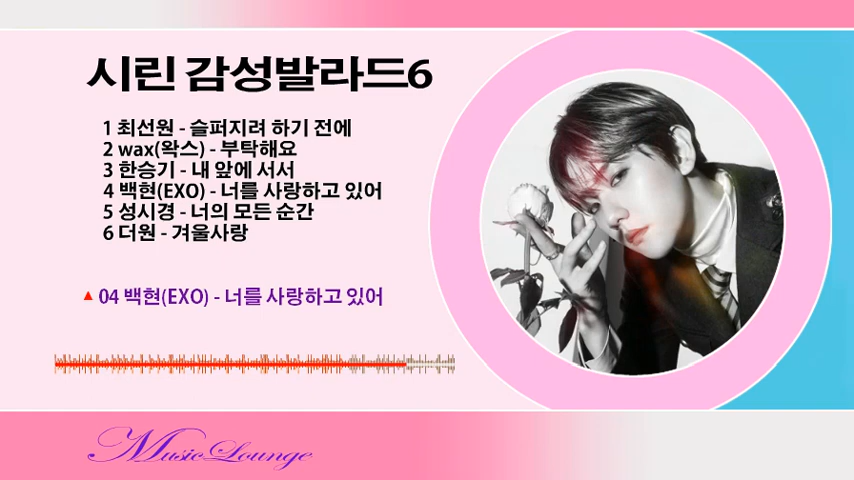 시린 감성발라드6
1 최선원 - 슬퍼지려 하기 전에
2 wax(왁스) - 부탁해요
3 한승기 - 내 앞에 서서
4 백현(EXO) - 너를 사랑하고 있어
5 성시경 - 너의 모든 순간
6 더원 - 겨울사랑
▲ 04 백현(EXO) - 너를 사랑하고 있어
Music Lounge